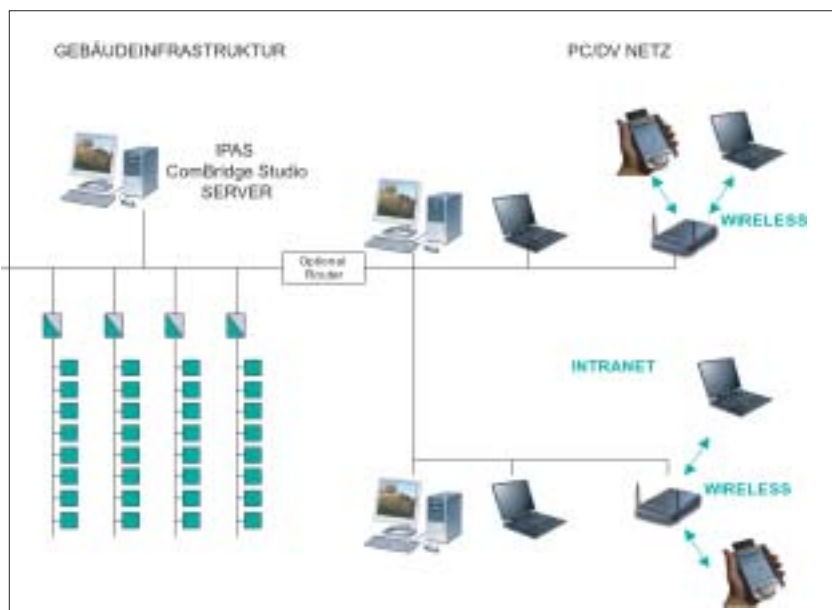 GEBÄUDEINFRASTRUKTUR
PC/DV NETZ
IPAS
ComBridge Studio
SERVER
WIRELESS
Optional
Router
INTRANET
WIRELESS